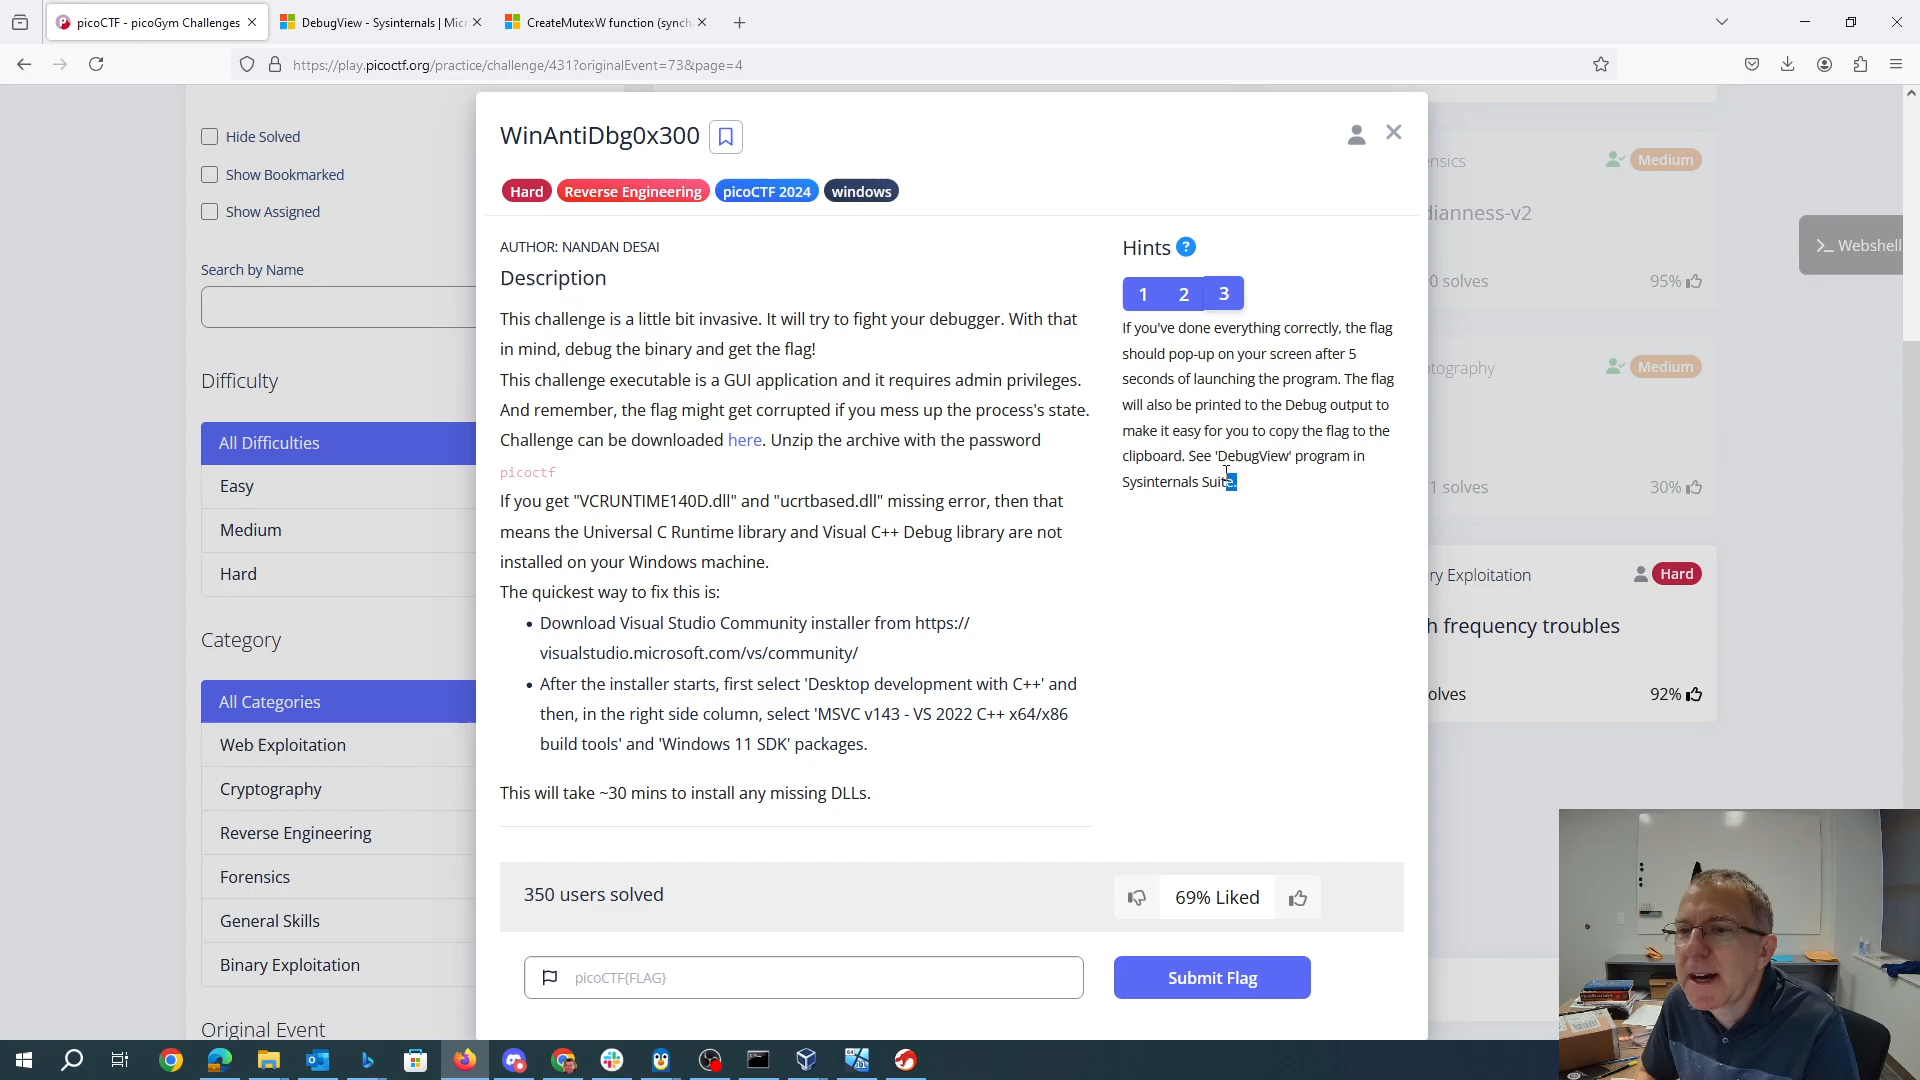 picoCTF - picoGym Challenges
DebugView - Sysinternals | Micr
CreateMutexW function (synch
https://play.picoctf.org/practice/challenge/431?originalEvent=73&page=4
Hide Solved
Show Bookmarked
Show Assigned
Search by Name
Difficulty
All Difficulties
Easy
Medium
Hard
Category
All Categories
Web Exploitation
Cryptography
Reverse Engineering
Forensics
General Skills
Binary Exploitation
Original Event
WinAntiDbg0x300
Hard
Reverse Engineering
picoCTF 2024
windows
AUTHOR: NANDAN DESAI
Description
This challenge is a little bit invasive. It will try to fight your debugger. With that
in mind, debug the binary and get the flag!
This challenge executable is a GUI application and it requires admin privileges.
And remember, the flag might get corrupted if you mess up the process's state.
Challenge can be downloaded here. Unzip the archive with the password
picoctf
If you get "VCRUNTIME140D.dll" and "ucrtbased.dll" missing error, then that
means the Universal C Runtime library and Visual C++ Debug library are not
installed on your Windows machine.
The quickest way to fix this is:
• Download Visual Studio Community installer from https://
visualstudio.microsoft.com/vs/community/
• After the installer starts, first select 'Desktop development with C++' and
then, in the right side column, select 'MSVC v143 - VS 2022 C++ x64/x86
build tools' and 'Windows 11 SDK' packages.
This will take ~30 mins to install any missing DLLs.
Hints ?
1 2 3
If you've done everything correctly, the flag
should pop-up on your screen after 5
seconds of launching the program. The flag
will also be printed to the Debug output to
make it easy for you to copy the flag to the
clipboard. See 'DebugView' program in
Sysinternals Suite.
350 users solved
69% Liked
picoCTF{FLAG}
Submit Flag
ensics
Medium
dianness-v2
0 solves
95%
>_ Webshell
tography
Medium
1 solves
30%
ry Exploitation
Hard
h frequency troubles
olves
92%